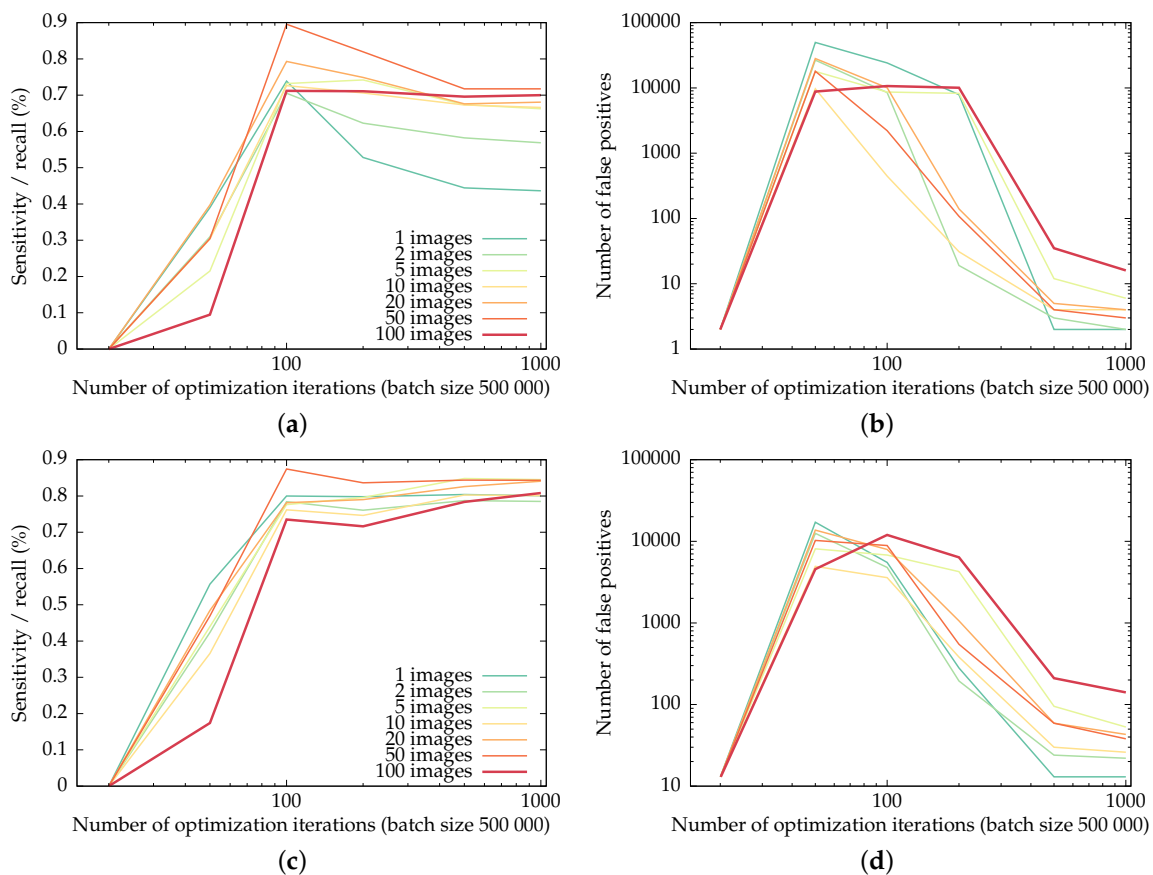 0.9
0.8
0.7
0.6
0.5
0.4
0.3
0.2
0.1
0
100
1000
Sensitivity / recall (%)
Number of optimization iterations (batch size 500 000)
1 images
2 images
5 images
10 images
20 images
50 images
100 images
(a)
100000
10000
1000
100
10
1
100
1000
Number of false positives
Number of optimization iterations (batch size 500 000)
(b)
0.9
0.8
0.7
0.6
0.5
0.4
0.3
0.2
0.1
0
100
1000
Sensitivity / recall (%)
Number of optimization iterations (batch size 500 000)
1 images
2 images
5 images
10 images
20 images
50 images
100 images
(c)
100000
10000
1000
100
10
100
1000
Number of false positives
Number of optimization iterations (batch size 500 000)
(d)